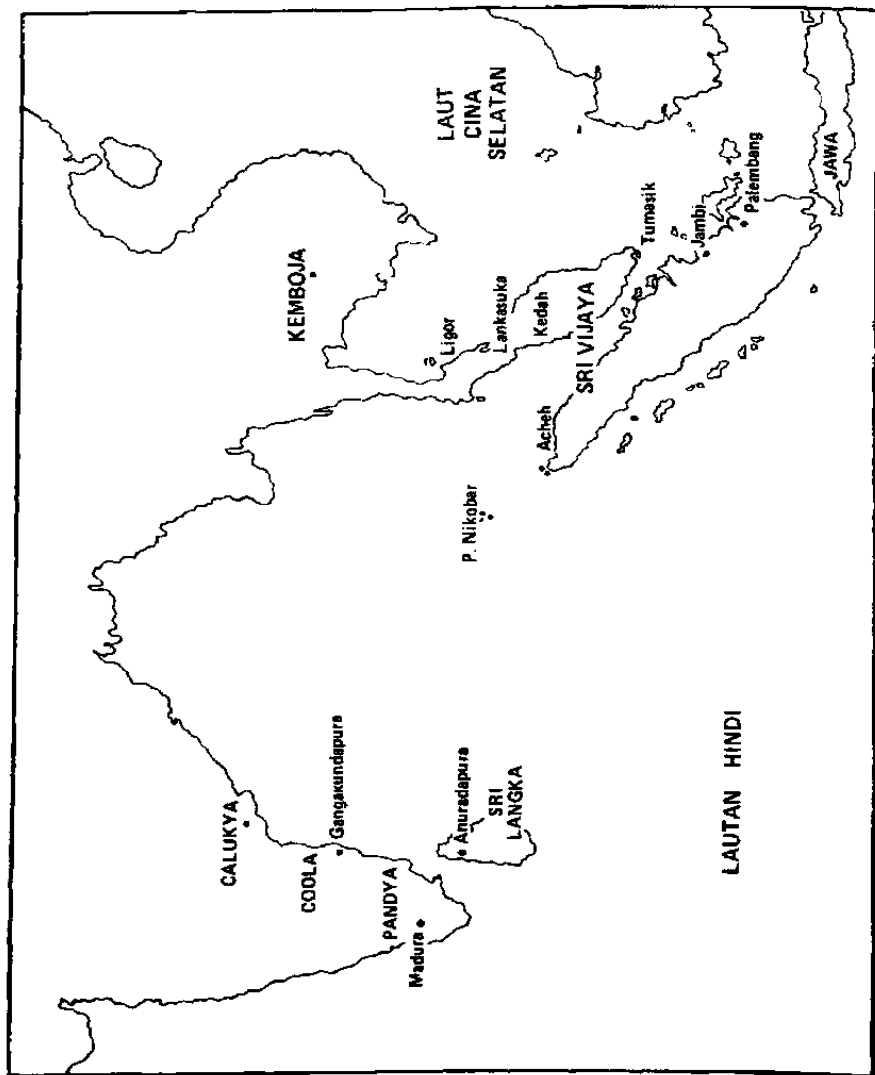 Madura
PANDYA
CALUKYA
COOLA
Gangakundapura
Anuradapura
SRI
LANGKA
LAUTAN HINDI
P. Nikobar
Acheh
KEMBOJA
Ligor
Lankasuka
Kedah
SRI VIJAYA
Tumasik
Jambi
Palembang
JAWA
LAUT
CINA
SELATAN